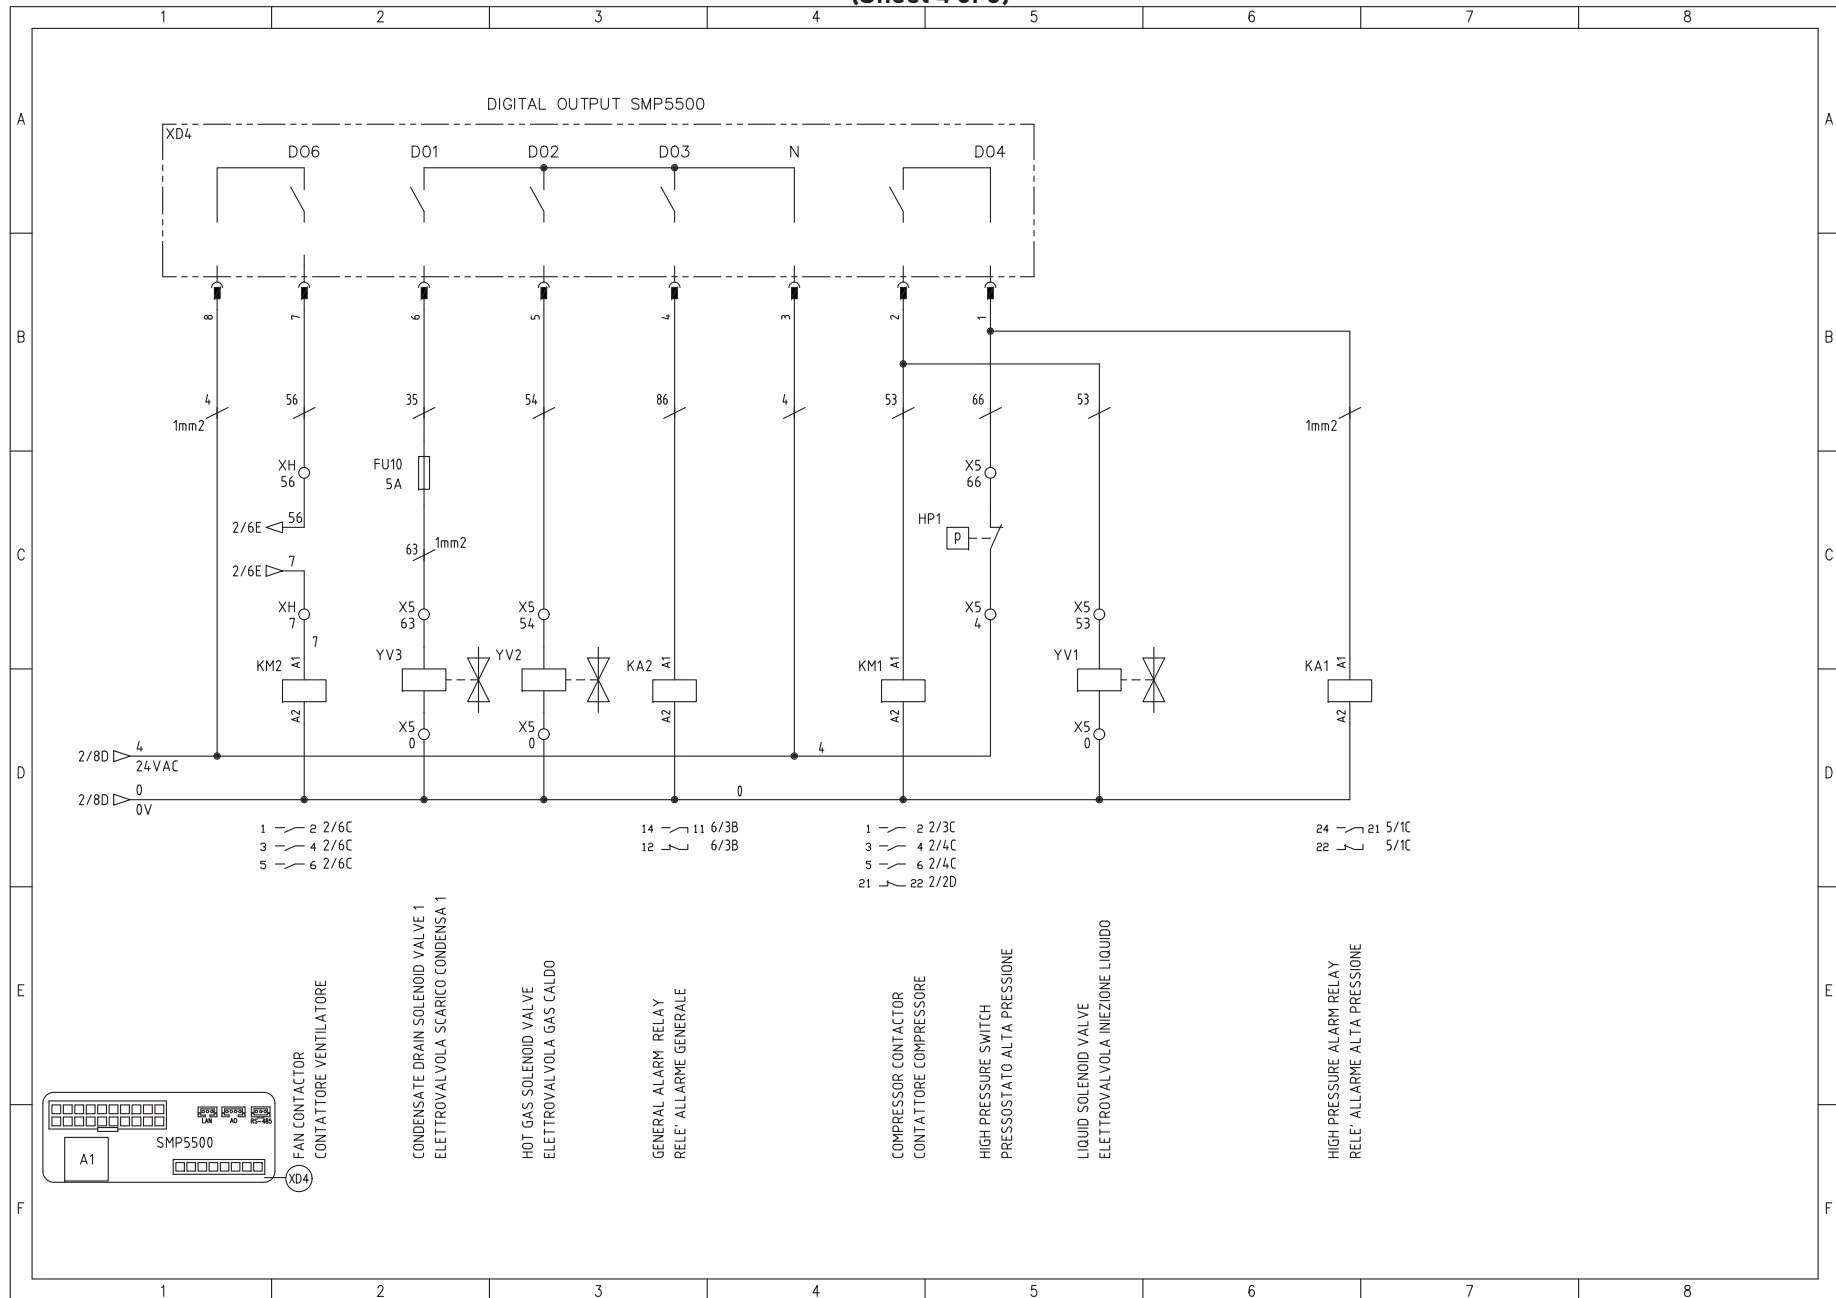 (Sheet 4 of 6)
1 2 3 4 5 6 7 8
A A
DIGITAL OUTPUT SMP5500
XD4
DO6 DO1 DO2 DO3 N DO4
8 7 6 5 4 3 2 1
B B
4 56 35 54 86 4 53 66 53
1mm2 1mm2
XH
56
FU10
5A
X5
66
56
2/6E
HP1
P
63 1mm2
C C
7
2/6E
XH
7
7
X5
63
X5
54
X5
4
X5
53
KM2 A1
YV3
YV2
KA2 A1
KM1 A1
YV1
KA1 A1
A2 A2 A2 A2
X5
0
X5
0
X5
0
2/8D 4
24VAC
4
D D
2/8D 0
0V
0
1 2 2/6C
3 4 2/6C
5 6 2/6C
14 11 6/3B
12 6/3B
1 2 2/3C
3 4 2/4C
5 6 2/4C
21 22 2/2D
24 21 5/1C
22 5/1C
E E
FAN CONTACTOR
CONTATTORE VENTILATORE
CONDENSATE DRAIN SOLENOID VALVE 1
ELETTROVALVOLA SCARICO CONDENSA 1
HOT GAS SOLENOID VALVE
ELETTROVALVOLA GAS CALDO
GENERAL ALARM RELAY
RELE' ALLARME GENERALE
COMPRESSOR CONTACTOR
CONTATTORE COMPRESSORE
HIGH PRESSURE SWITCH
PRESSOSTATO ALTA PRESSIONE
LIQUID SOLENOID VALVE
ELETTROVALVOLA INIEZIONE LIQUIDO
HIGH PRESSURE ALARM RELAY
RELE' ALLARME ALTA PRESSIONE
LAN AO RS-485
SMP5500
A1
XD4
F F
1 2 3 4 5 6 7 8